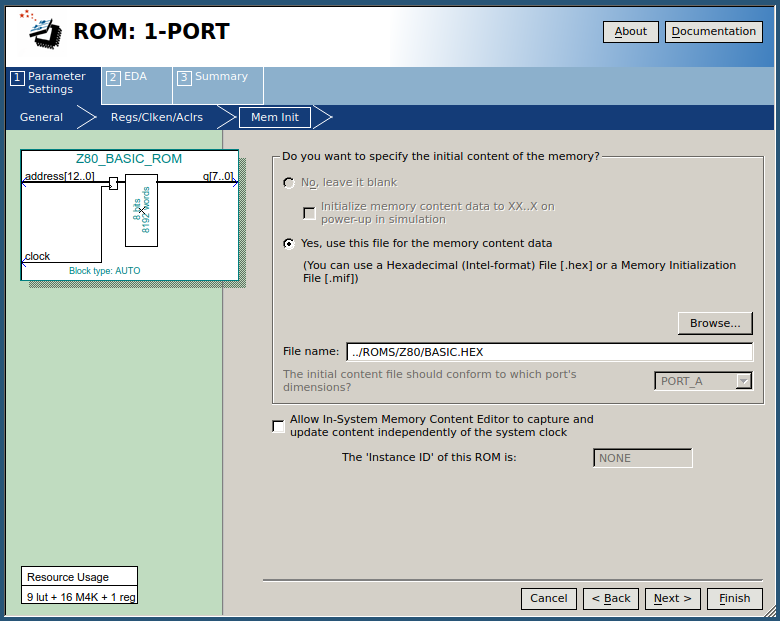 ROM: 1-PORT
About
Documentation
1 Parameter Settings
2 EDA
3 Summary
General
Regs/Clken/Aclrs
Mem Init
Z80_BASIC_ROM
address[12..0]
q[7..0]
8 bits
8192 words
clock
Block type: AUTO
Do you want to specify the initial content of the memory?
No, leave it blank
Initialize memory content data to XX..X on
power-up in simulation
Yes, use this file for the memory content data
(You can use a Hexadecimal (Intel-format) File [.hex] or a Memory Initialization
File [.mif])
Browse...
File name: ../ROMS/Z80/BASIC.HEX
The initial content file should conform to which port's
dimensions?
PORT_A
Allow In-System Memory Content Editor to capture and
update content independently of the system clock
The 'Instance ID' of this ROM is: NONE
Resource Usage
9 lut + 16 M4K + 1 reg
Cancel
< Back
Next >
Finish